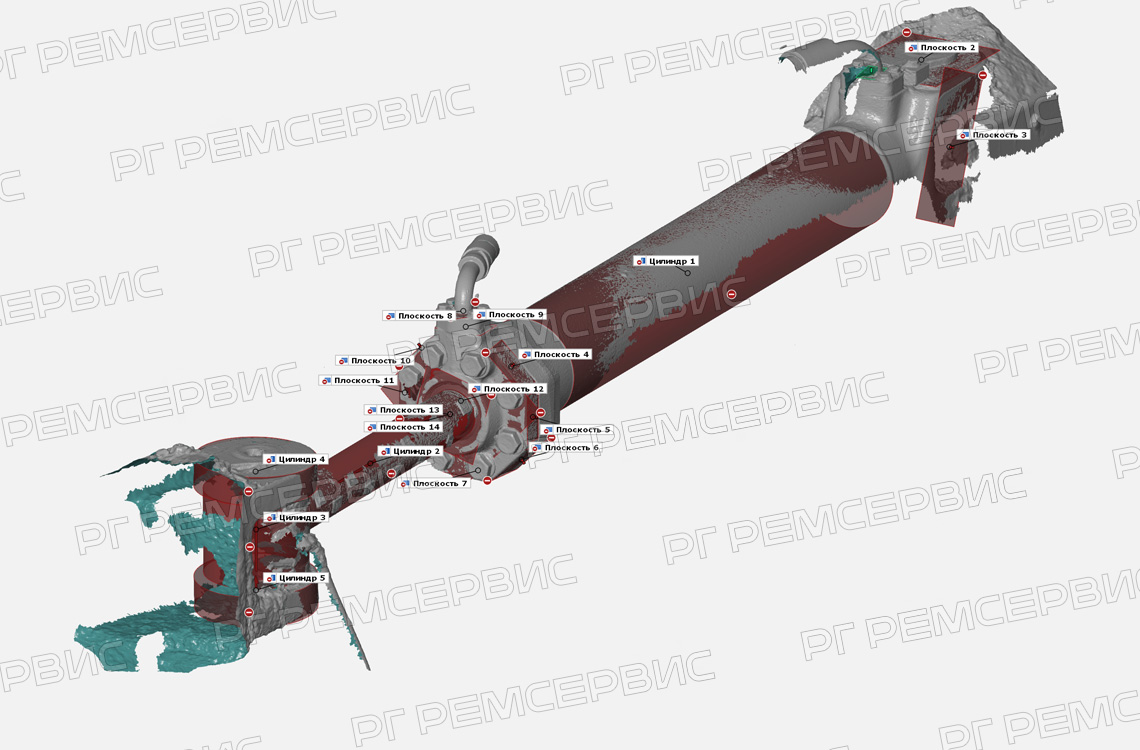 Плоскость 2
Плоскость 3
Цилиндр 1
Плоскость 8
Плоскость 9
Плоскость 4
Плоскость 10
Плоскость 11
Плоскость 12
Плоскость 13
Плоскость 14
Плоскость 5
Плоскость 6
Цилиндр 2
Цилиндр 4
Плоскость 7
Цилиндр 3
Цилиндр 5
РГ РЕМСЕРВИС